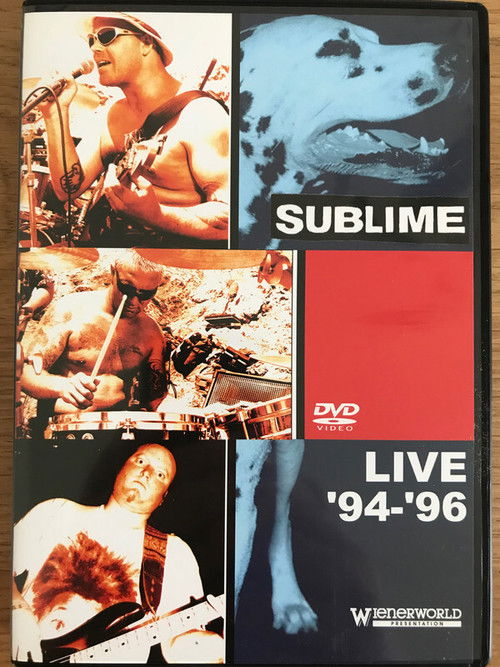 SUBLIME
DVD
VIDEO
LIVE
'94-'96
WIENERWORLD
PRESENTATION